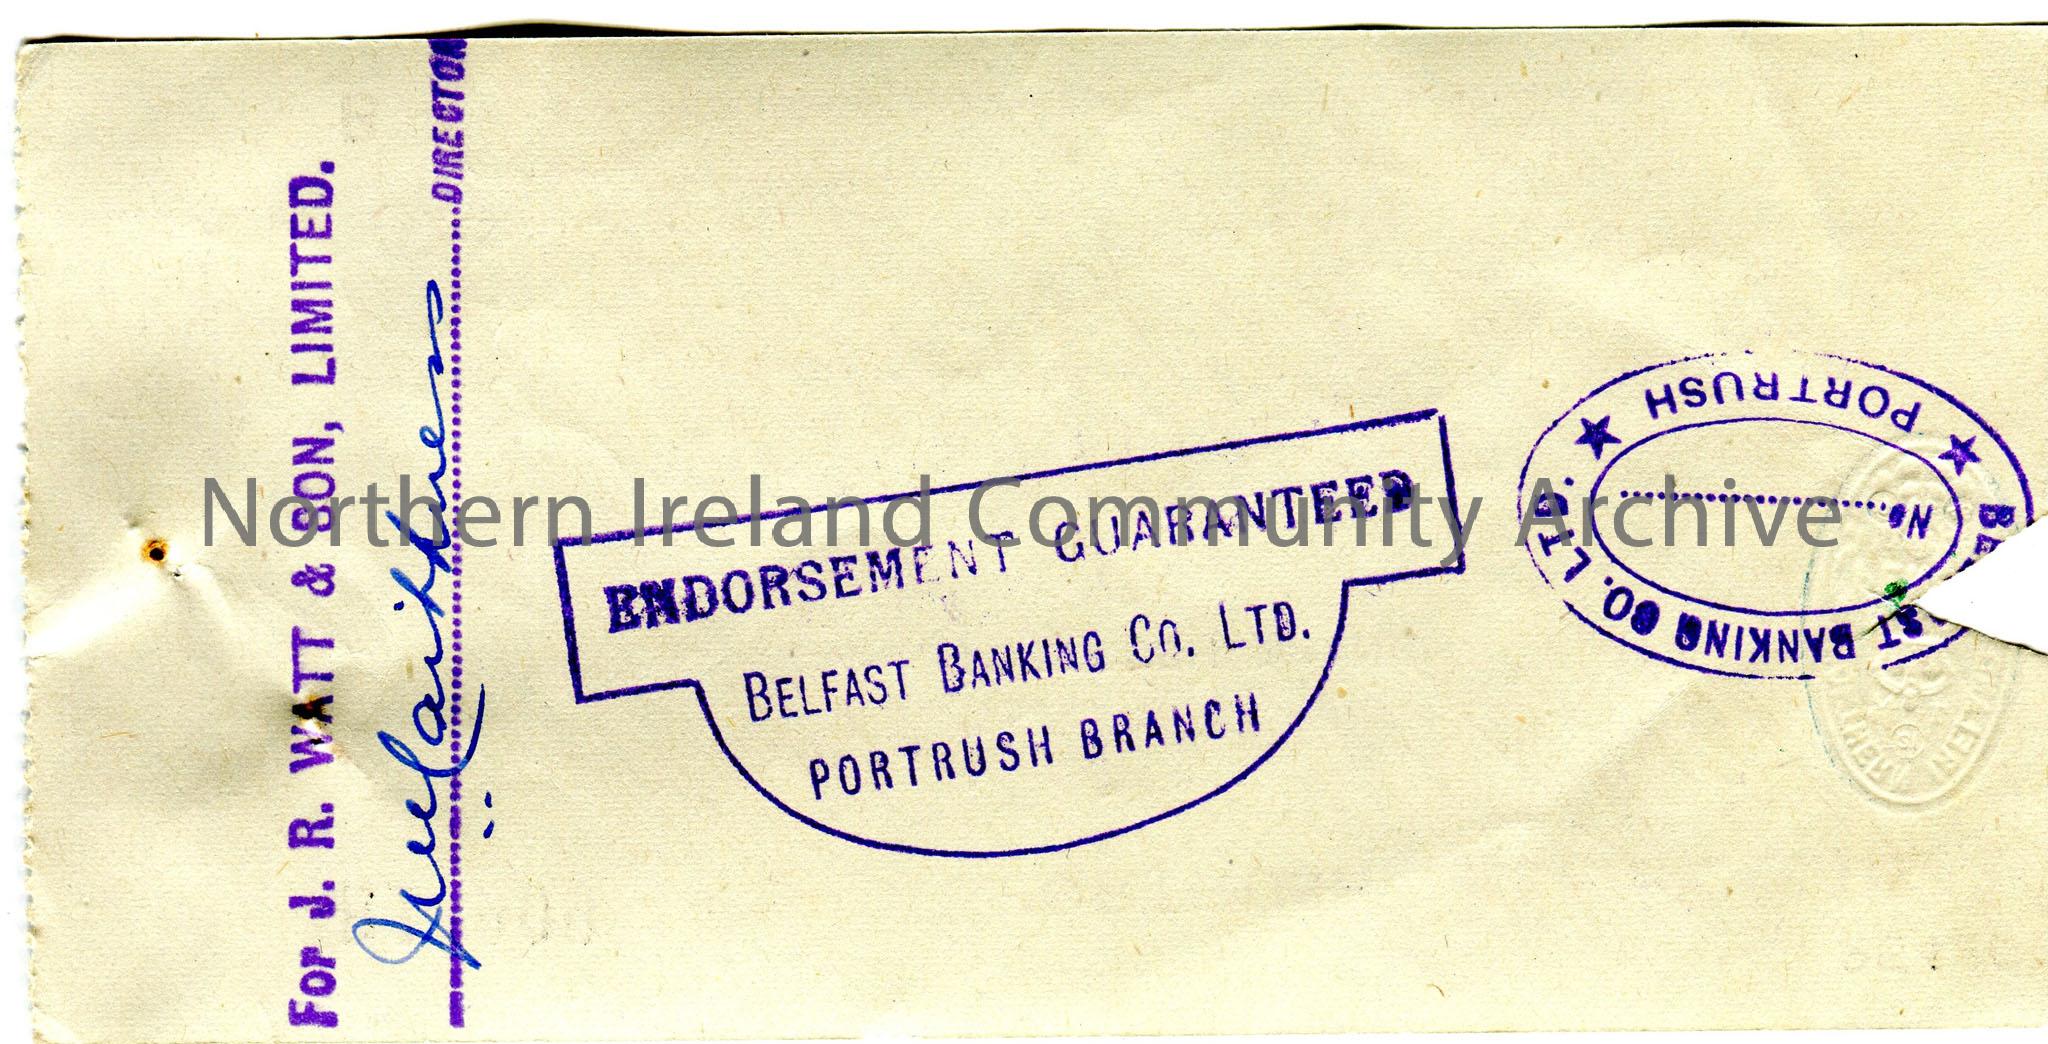 For J. R. WATT & SON, LIMITED.
DIRECTOR
ENDORSEMENT GUARANTEED
BELFAST BANKING CO. LTD.
PORTRUSH BRANCH
BANKING CO. LTD.
★ PORTRUSH ★
No.
Northern Ireland Community Archive